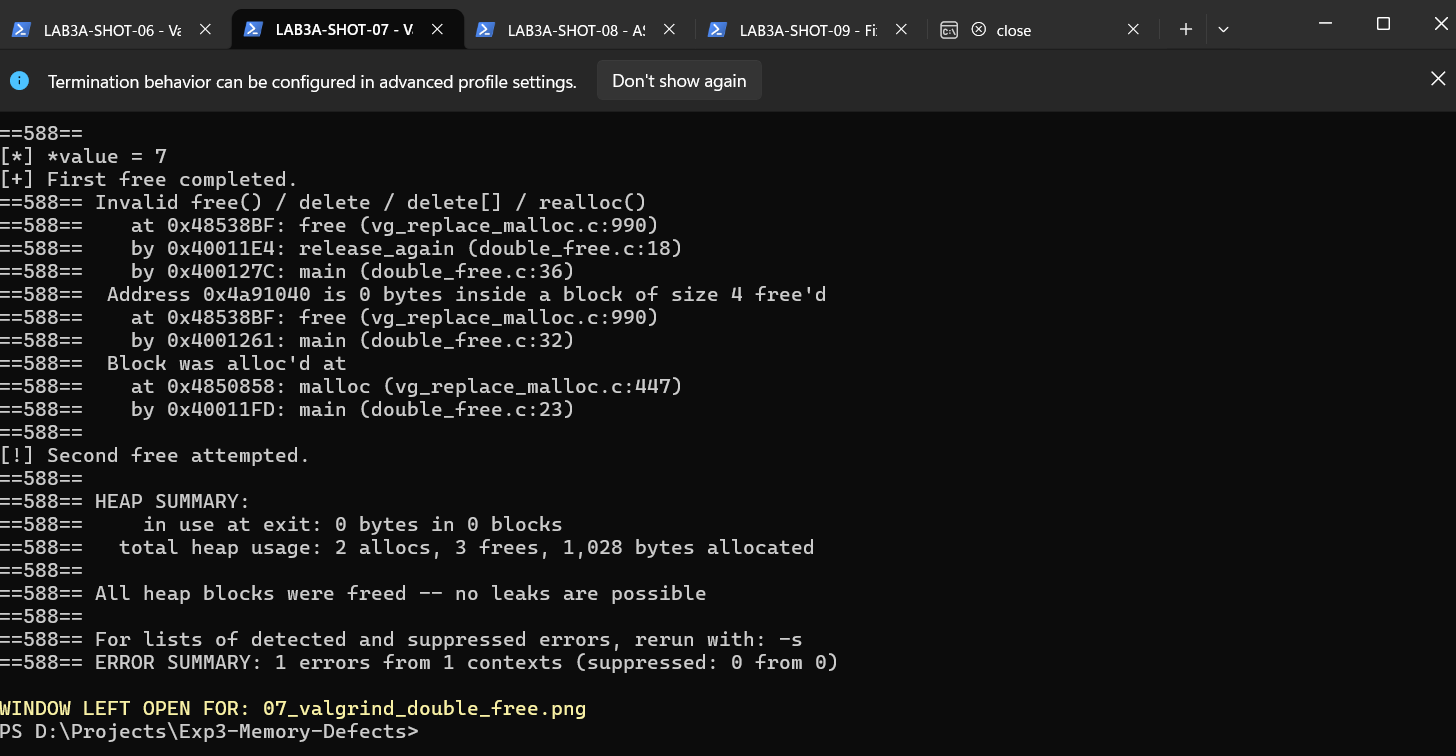 LAB3A-SHOT-06 - Va
LAB3A-SHOT-07 - V
LAB3A-SHOT-08 - AS
LAB3A-SHOT-09 - Fi
close
Termination behavior can be configured in advanced profile settings.
Don't show again
==588==
[*] *value = 7
[+] First free completed.
==588== Invalid free() / delete / delete[] / realloc()
==588==    at 0x48538BF: free (vg_replace_malloc.c:990)
==588==    by 0x40011E4: release_again (double_free.c:18)
==588==    by 0x400127C: main (double_free.c:36)
==588==  Address 0x4a91040 is 0 bytes inside a block of size 4 free'd
==588==    at 0x48538BF: free (vg_replace_malloc.c:990)
==588==    by 0x4001261: main (double_free.c:32)
==588==  Block was alloc'd at
==588==    at 0x4850858: malloc (vg_replace_malloc.c:447)
==588==    by 0x40011FD: main (double_free.c:23)
==588==
[!] Second free attempted.
==588==
==588== HEAP SUMMARY:
==588==     in use at exit: 0 bytes in 0 blocks
==588==   total heap usage: 2 allocs, 3 frees, 1,028 bytes allocated
==588==
==588== All heap blocks were freed -- no leaks are possible
==588==
==588== For lists of detected and suppressed errors, rerun with: -s
==588== ERROR SUMMARY: 1 errors from 1 contexts (suppressed: 0 from 0)
WINDOW LEFT OPEN FOR: 07_valgrind_double_free.png
PS D:\Projects\Exp3-Memory-Defects>